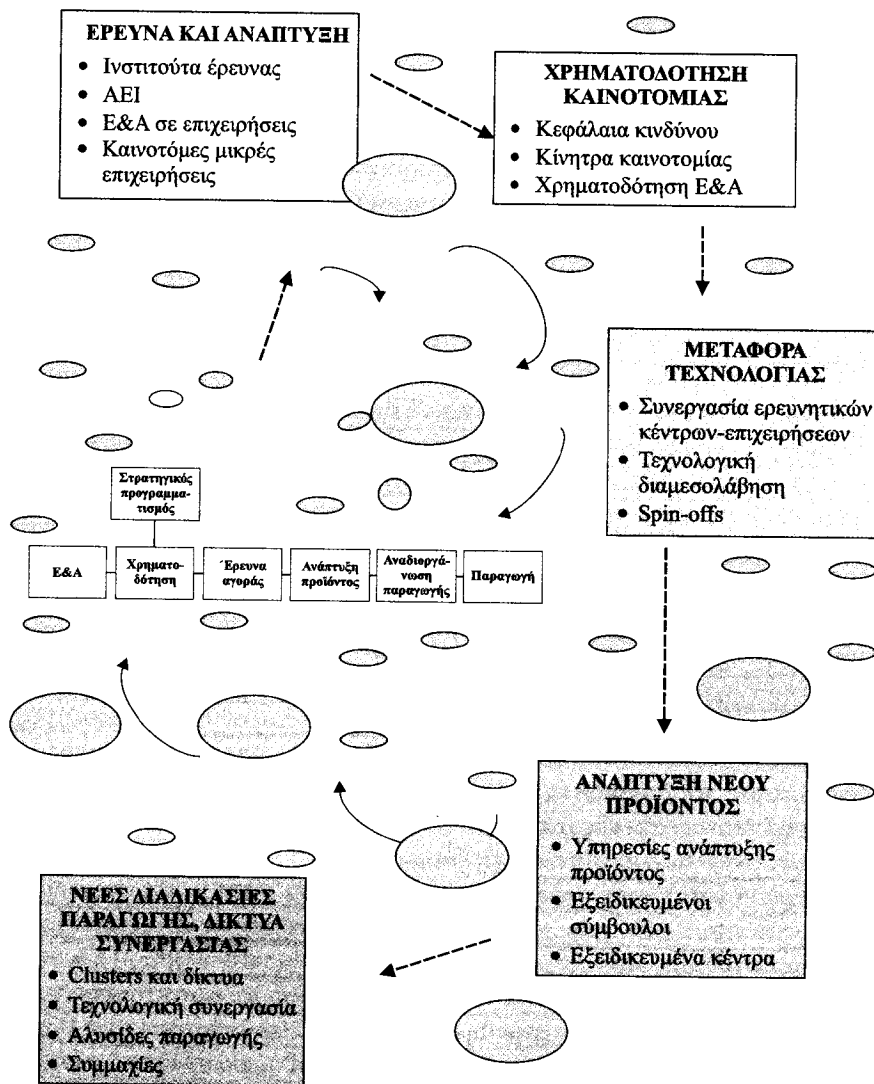 ΕΡΕΥΝΑ ΚΑΙ ΑΝΑΠΤΥΞΗ
• Ινστιτούτα έρευνας
• ΑΕΙ
• Ε&Α σε επιχειρήσεις
• Καινοτόμες μικρές
επιχειρήσεις
ΧΡΗΜΑΤΟΔΟΤΗΣΗ
ΚΑΙΝΟΤΟΜΙΑΣ
• Κεφάλαια κινδύνου
• Κίνητρα καινοτομίας
• Χρηματοδότηση Ε&Α
ΜΕΤΑΦΟΡΑ
ΤΕΧΝΟΛΟΓΙΑΣ
• Συνεργασία ερευνητικών
κέντρων-επιχειρήσεων
• Τεχνολογική
διαμεσολάβηση
• Spin-offs
Στρατηγικός
προγραμμα-
τισμός
Ε&Α
Χρηματο-
δότηση
Έρευνα
αγοράς
Ανάπτυξη
προϊόντος
Αναδιοργά-
νωση
παραγωγής
Παραγωγή
ΑΝΑΠΤΥΞΗ ΝΕΟΥ
ΠΡΟΪΟΝΤΟΣ
• Υπηρεσίες ανάπτυξης
προϊόντος
• Εξειδικευμένοι
σύμβουλοι
• Εξειδικευμένα κέντρα
ΝΕΕΣ ΔΙΑΔΙΚΑΣΙΕΣ
ΠΑΡΑΓΩΓΗΣ, ΔΙΚΤΥΑ
ΣΥΝΕΡΓΑΣΙΑΣ
• Clusters και δίκτυα
• Τεχνολογική συνεργασία
• Αλυσίδες παραγωγής
• Συμμαχίες